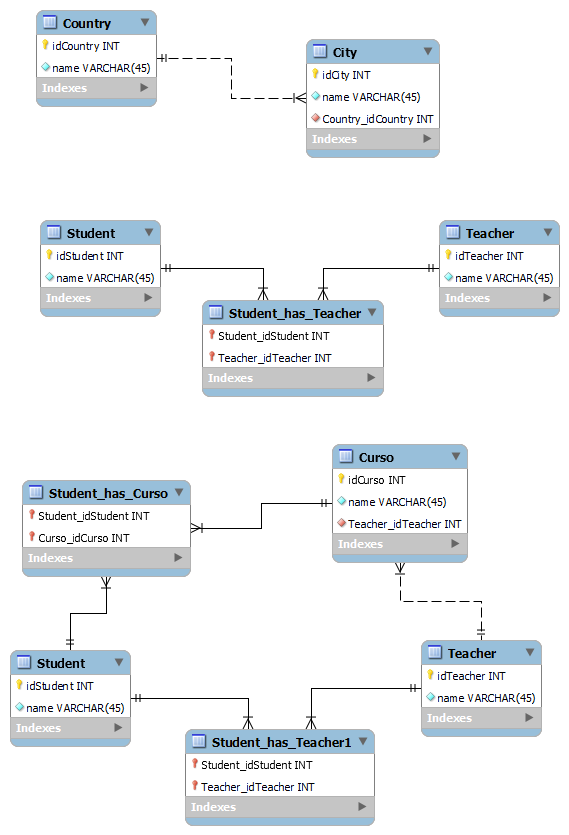 Country
idCountry INT
name VARCHAR(45)
Indexes
City
idCity INT
name VARCHAR(45)
Country_idCountry INT
Indexes
Student
idStudent INT
name VARCHAR(45)
Indexes
Teacher
idTeacher INT
name VARCHAR(45)
Indexes
Student_has_Teacher
Student_idStudent INT
Teacher_idTeacher INT
Indexes
Curso
idCurso INT
name VARCHAR(45)
Teacher_idTeacher INT
Indexes
Student_has_Curso
Student_idStudent INT
Curso_idCurso INT
Indexes
Student
idStudent INT
name VARCHAR(45)
Indexes
Teacher
idTeacher INT
name VARCHAR(45)
Indexes
Student_has_Teacher1
Student_idStudent INT
Teacher_idTeacher INT
Indexes